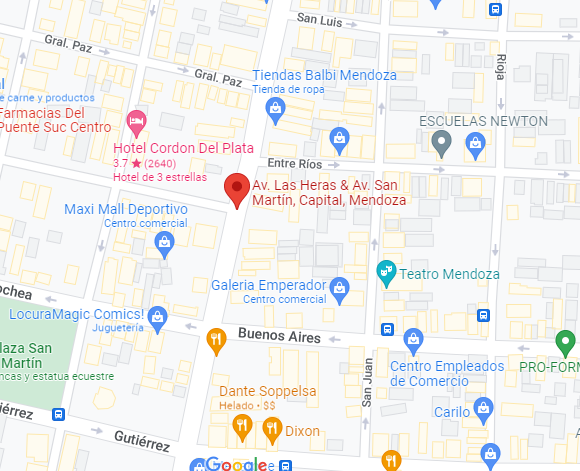 San Luis
Gral. Paz
Gral. Paz
Rioja
Tiendas Balbi Mendoza
Tienda de ropa
e carne y productos
Farmacias Del
Puente Suc Centro
ESCUELAS NEWTON
Hotel Cordon Del Plata
3.7 ★ (2640)
Hotel de 3 estrellas
Entre Ríos
Av. Las Heras & Av. San
Martín, Capital, Mendoza
Maxi Mall Deportivo
Centro comercial
Teatro Mendoza
Galeria Emperador
Centro comercial
ochea
LocuraMagic Comics!
Juguetería
Buenos Aires
laza San
Martín
ncas y estatua ecuestre
Centro Empleados
de Comercio
PRO-FORM
San Juan
Dante Soppelsa
Helado • $$
Carilo
Dixon
iérrez
Gutiérrez
Google